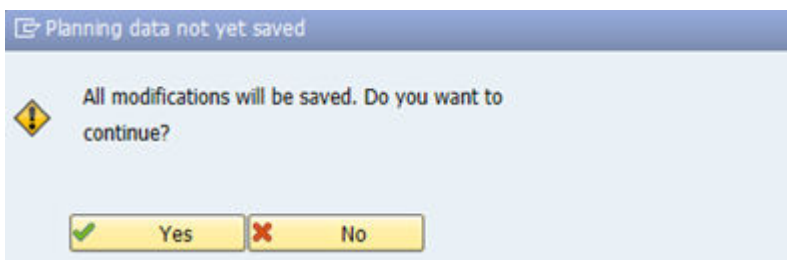 Planning data not yet saved
All modifications will be saved. Do you want to
continue?
Yes No